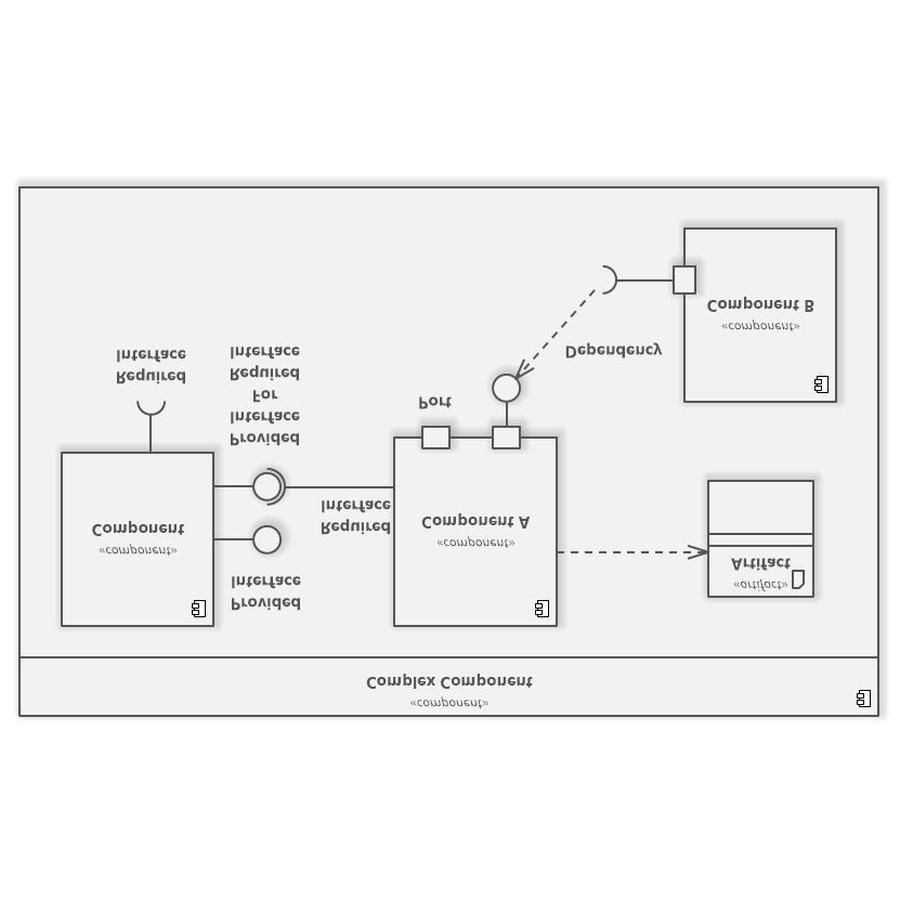 «component»
Complex Component
Provided
Interface
«component»
Component
Required
Interface
Provided
Interface
For
Required
Interface
«component»
Component A
Required
Interface
Port
«artifact»
Artifact
Dependency
«component»
Component B